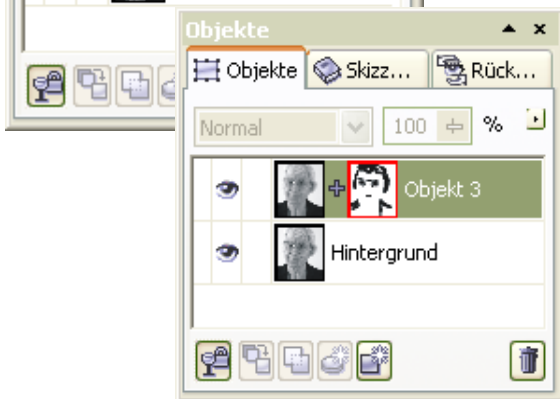 Objekte
Objekte Skizz... Rück...
Normal 100 %
Objekt 3
Hintergrund